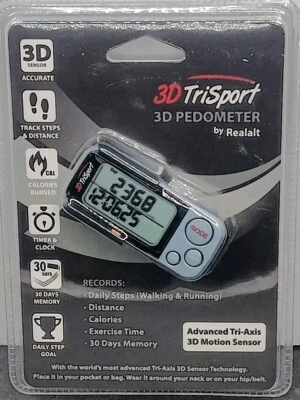 3D
SENSOR
ACCURATE
TRACK STEPS
& DISTANCE
CAL
CALORIES
BURNED
TIMER &
CLOCK
30
DAYS
30 DAYS
MEMORY
DAILY STEP
GOAL
3D TriSport
3D PEDOMETER
by Realalt
3DTriSport
2368
12:06:25
MODE
RECORDS:
- Daily Steps (Walking & Running)
- Distance
- Calories
- Exercise Time
- 30 Days Memory
Advanced Tri-Axis
3D Motion Sensor
With the world's most advanced Tri-Axis 3D Sensor Technology.
Place it in your pocket or bag. Wear it around your neck or on your hip/belt.